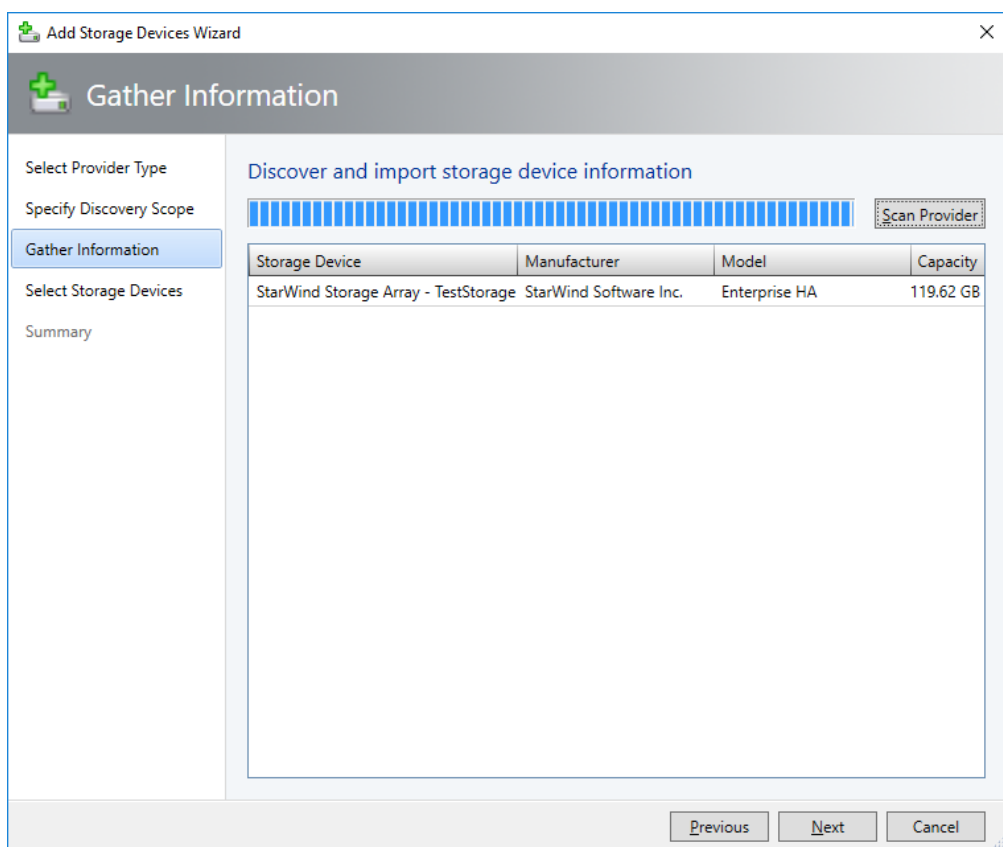 Add Storage Devices Wizard
Gather Information
Select Provider Type
Specify Discovery Scope
Gather Information
Select Storage Devices
Summary
Discover and import storage device information
Scan Provider
Storage Device Manufacturer Model Capacity
StarWind Storage Array - TestStorage StarWind Software Inc. Enterprise HA 119.62 GB
Previous Next Cancel